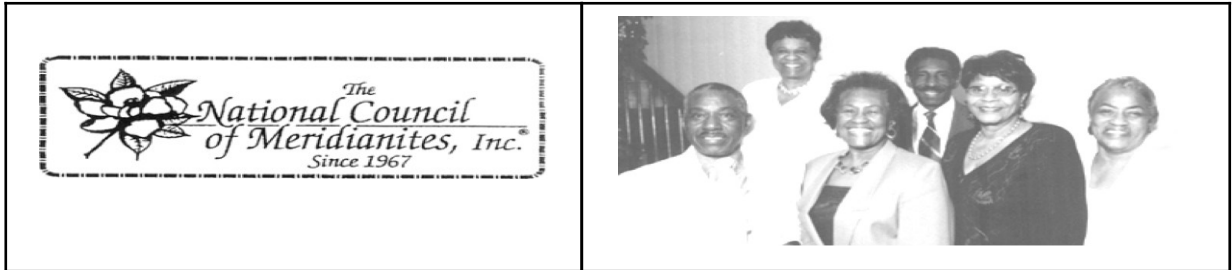 The
National Council
of Meridianites, Inc.®
Since 1967